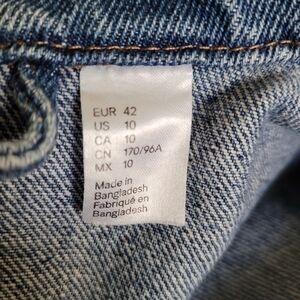 EUR 42
US 10
CA 10
CN 170/96A
MX 10
Made in
Bangladesh
Fabriqué en
Bangladesh